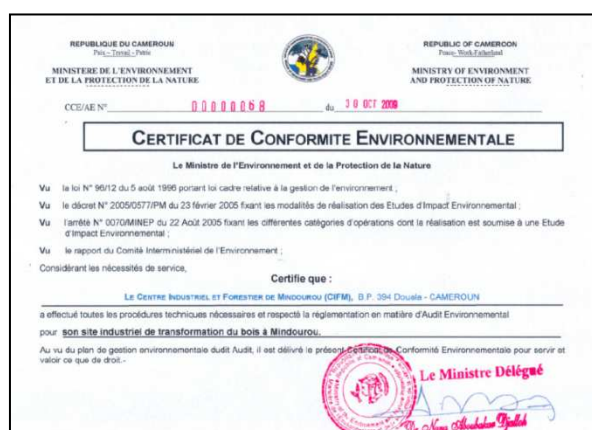 REPUBLIQUE DU CAMEROUN
Paix - Travail - Patrie
MINISTERE DE L'ENVIRONNEMENT
ET DE LA PROTECTION DE LA NATURE
REPUBLIC OF CAMEROON
Peace- Work-Fatherland
MINISTRY OF ENVIRONMENT
AND PROTECTION OF NATURE
CCE/AE N° 00000068 du 30 OCT 2009
CERTIFICAT DE CONFORMITE ENVIRONNEMENTALE
Le Ministre de l'Environnement et de la Protection de la Nature
Vu la loi N° 96/12 du 5 août 1996 portant loi cadre relative à la gestion de l'environnement ;
Vu le décret N° 2005/0577/PM du 23 février 2005 fixant les modalités de réalisation des Etudes d'Impact Environnemental ;
Vu l'arrêté N° 0070/MINEP du 22 Août 2005 fixant les différentes catégories d'opérations dont la réalisation est soumise à une Etude
d'Impact Environnemental ;
Vu le rapport du Comité Interministériel de l'Environnement ;
Considérant les nécessités de service,
Certifie que :
LE CENTRE INDUSTRIEL ET FORESTIER DE MINDOUROU (CIFM), B.P. 394 Douala - CAMEROUN
a effectué toutes les procédures techniques nécessaires et respecté la réglementation en matière d'Audit Environnemental
pour son site industriel de transformation du bois à Mindourou.
Au vu du plan de gestion environnementale dudit Audit, il est délivré le présent Certificat de Conformité Environnementale pour servir et
valoir ce que de droit.-
Le Ministre Délégué
Dr Nana Aboubakar Djalloh